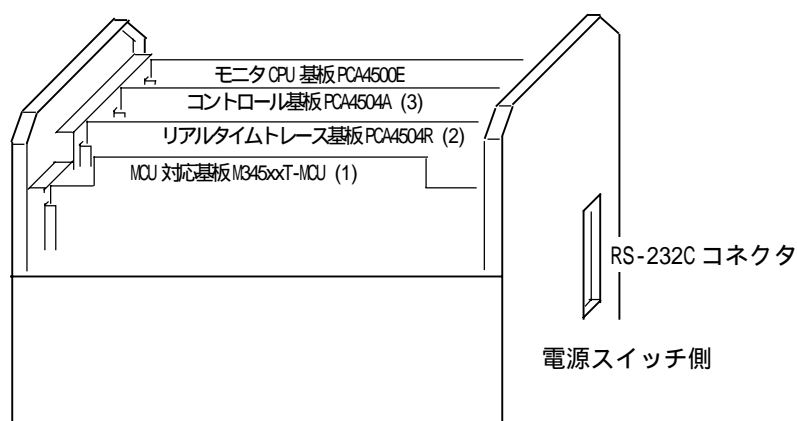 モニタ CPU 基板 PCA4500E
コントロール基板 PCA4504A (3)
リアルタイムトレース基板 PCA4504R (2)
MCU 対応基板 M345xxT-MCU (1)
RS-232C コネクタ
電源スイッチ側